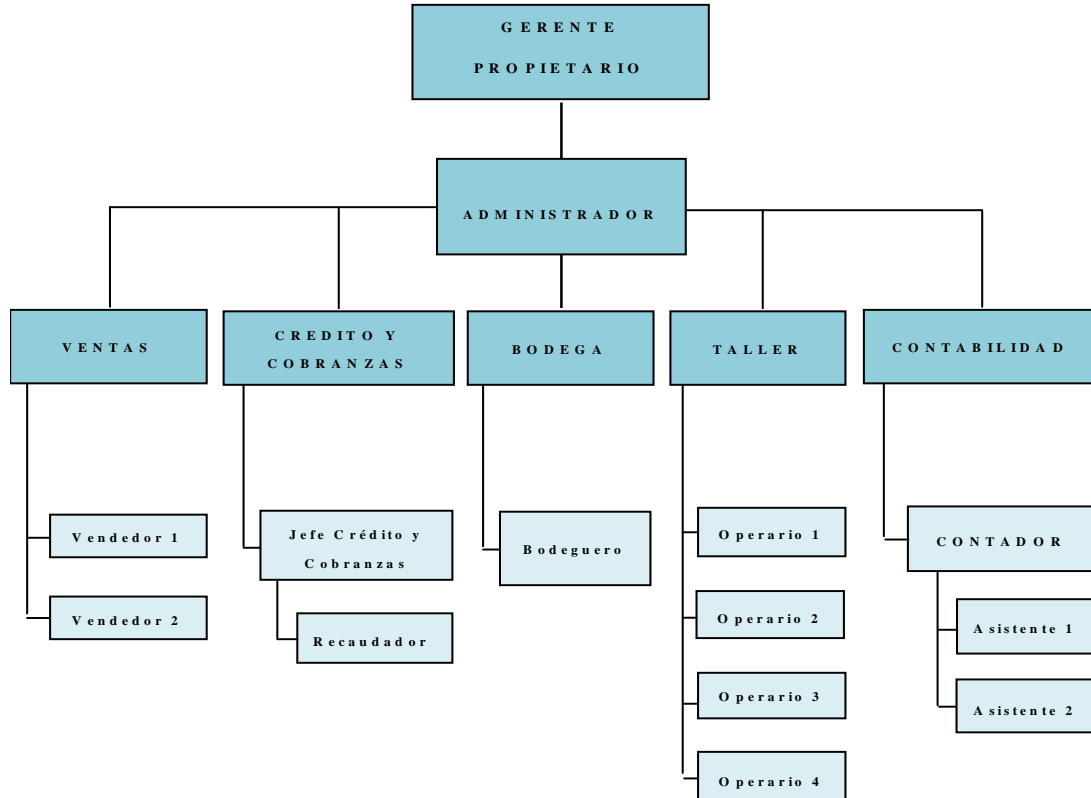 GERENTE
PROPIETARIO
ADMINISTRADOR
VENTAS
CREDITO Y
COBRANZAS
BODEGA
TALLER
CONTABILIDAD
Vendedor 1
Vendedor 2
Jefe Crédito y
Cobranzas
Recaudador
Bodeguero
Operario 1
Operario 2
Operario 3
Operario 4
CONTADOR
Asistente 1
Asistente 2